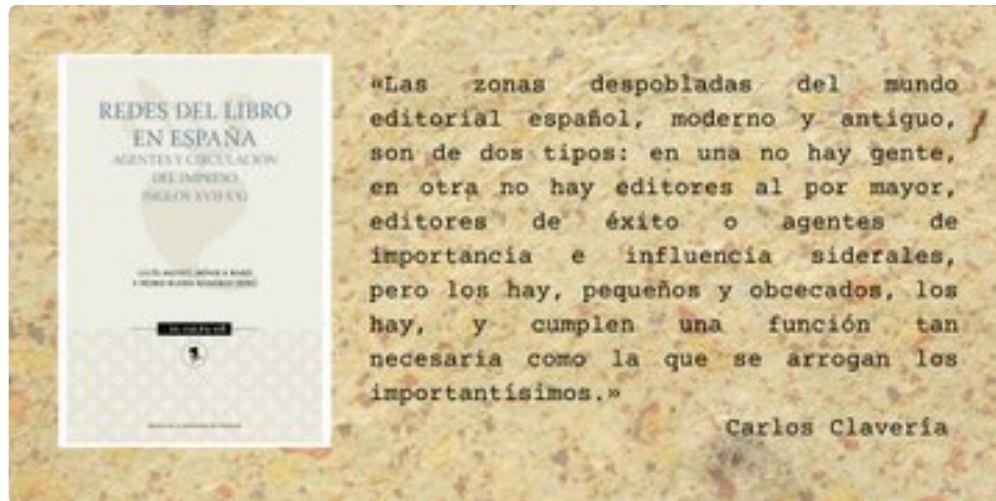 REDES DEL LIBRO
EN ESPAÑA
AGENTES Y CIRCULACIÓN
DEL IMPRESO
(SIGLOS XVII-XX)
«Las zonas despobladas del mundo
editorial español, moderno y antiguo,
son de dos tipos: en una no hay gente,
en otra no hay editores al por mayor,
editores de éxito o agentes de
importancia e influencia siderales,
pero los hay, pequeños y obcecados, los
hay, y cumplen una función tan
necesaria como la que se arrogan los
importantísimos.»
Carlos Clavería